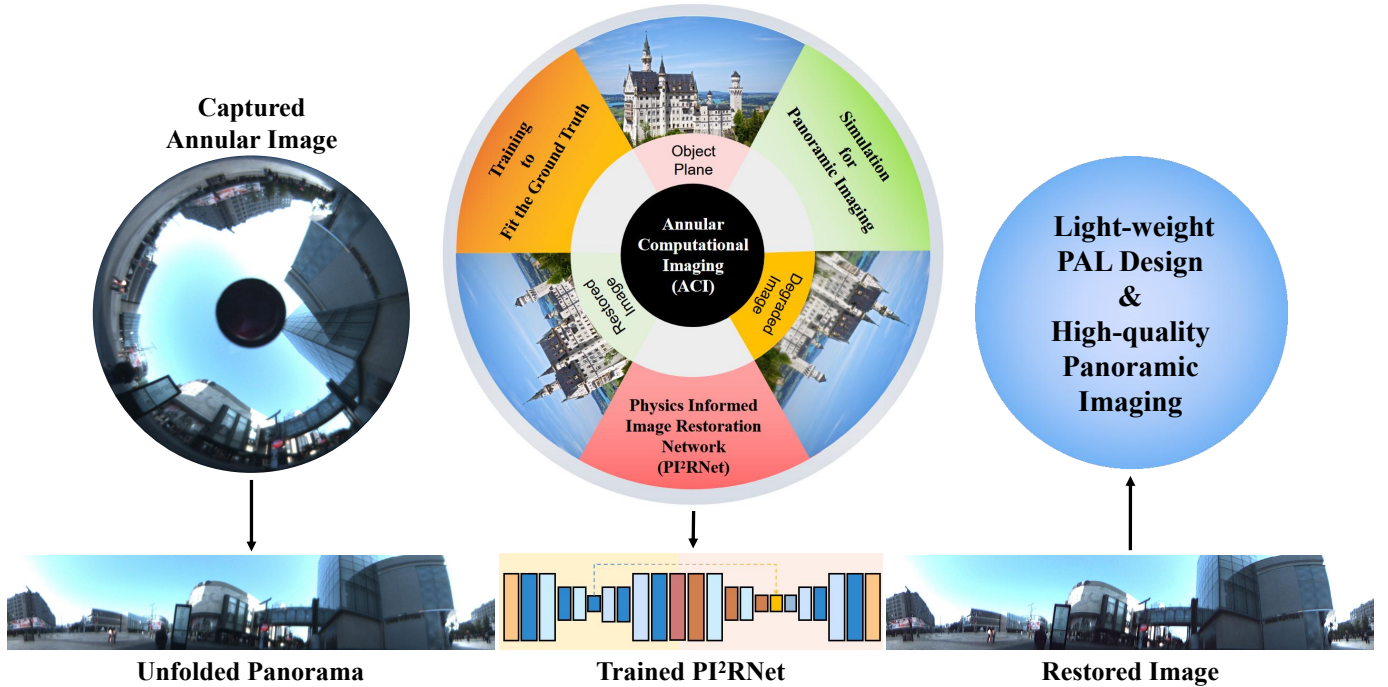 Captured
Annular Image
Unfolded Panorama
Training
to
Fit the Ground Truth
Object
Plane
Simulation
for
Panoramic Imaging
Annular
Computational
Imaging
(ACI)
Restored
Image
Degraded
Image
Physics Informed
Image Restoration
Network
(PI²RNet)
Trained PI²RNet
Light-weight
PAL Design
&
High-quality
Panoramic
Imaging
Restored Image